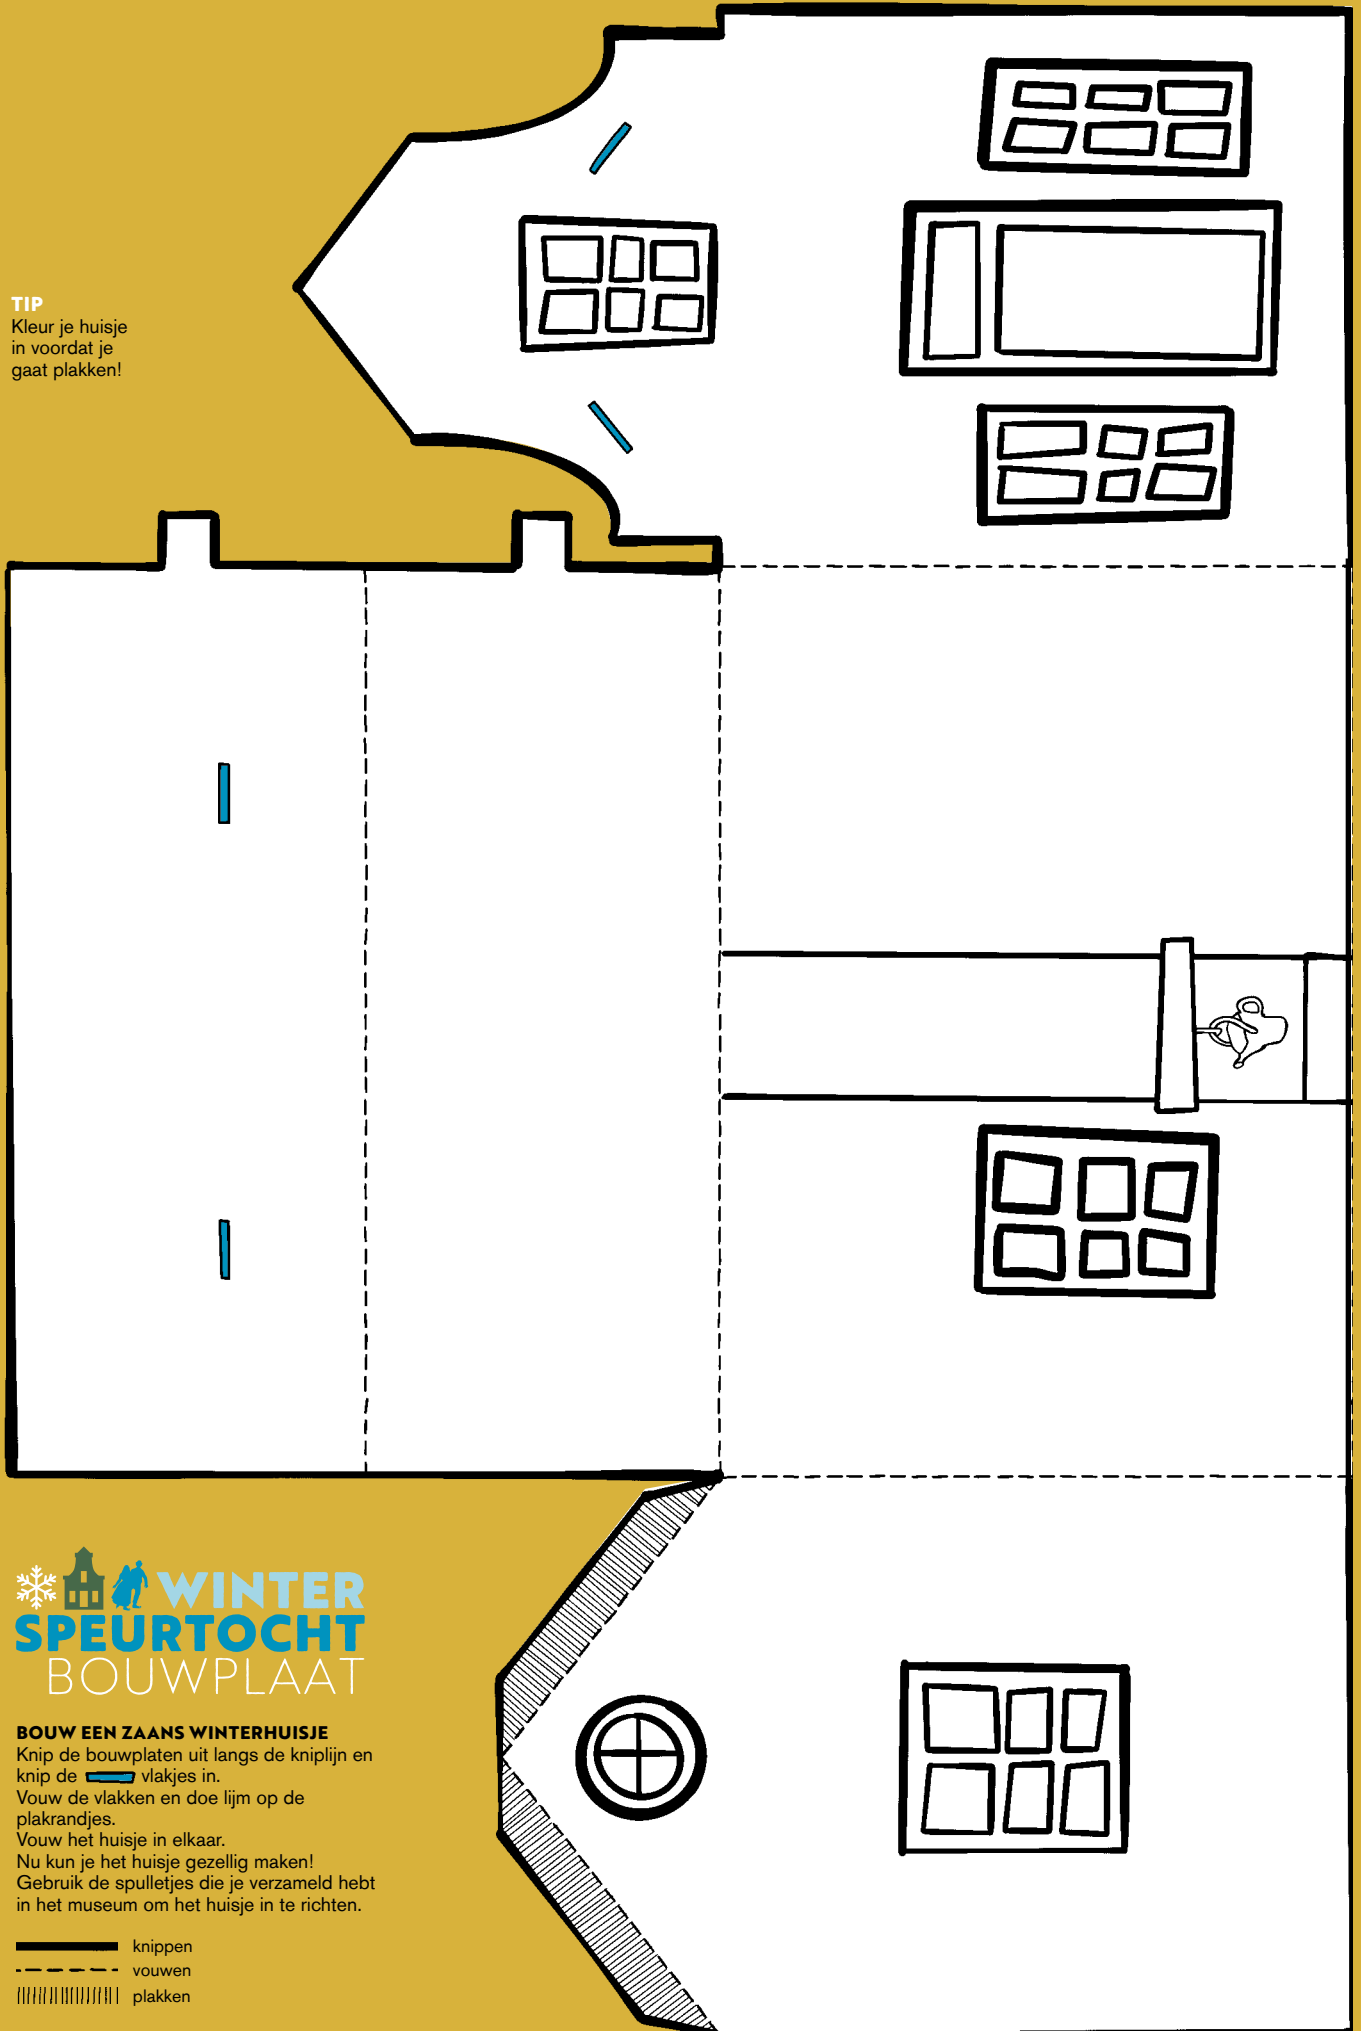 TIP
Kleur je huisje
in voordat je
gaat plakken!
WINTER
SPEURTOCHT
BOUWPLAAT
BOUW EEN ZAANS WINTERHUISJE
Knip de bouwplaten uit langs de kniplijn en
knip de vlakjes in.
Vouw de vlakken en doe lijm op de
plakrandjes.
Vouw het huisje in elkaar.
Nu kun je het huisje gezellig maken!
Gebruik de spulletjes die je verzameld hebt
in het museum om het huisje in te richten.
knippen
vouwen
plakken